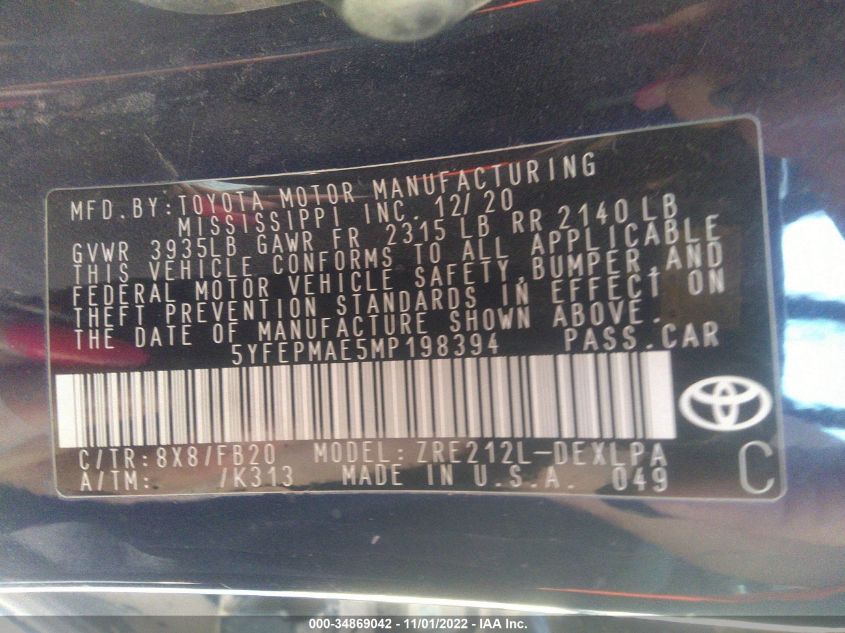 MFD. BY: TOYOTA MOTOR MANUFACTURING
MISSISSIPPI INC. 12/20
GVWR 3935LB GAWR FR 2315 LB RR 2140 LB
THIS VEHICLE CONFORMS TO ALL APPLICABLE
FEDERAL MOTOR VEHICLE SAFETY, BUMPER, AND
THEFT PREVENTION STANDARDS IN EFFECT ON
THE DATE OF MANUFACTURE SHOWN ABOVE.
5YFEPMAE5MP198394 PASS. CAR
C/TR: 8X8/FB20 MODEL: ZRE212L-DEXLPA
A/TM: /K313 MADE IN U.S.A. 049
C
000-34869042 - 11/01/2022 - IAA Inc.